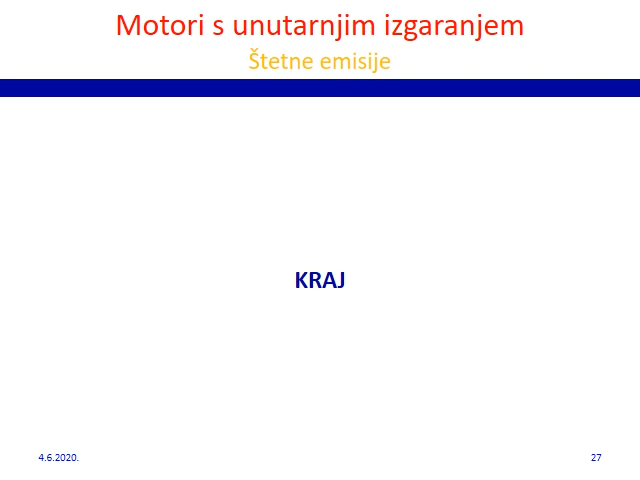 Motori s unutarnjim izgaranjem
Štetne emisije
KRAJ
4.6.2020.
27